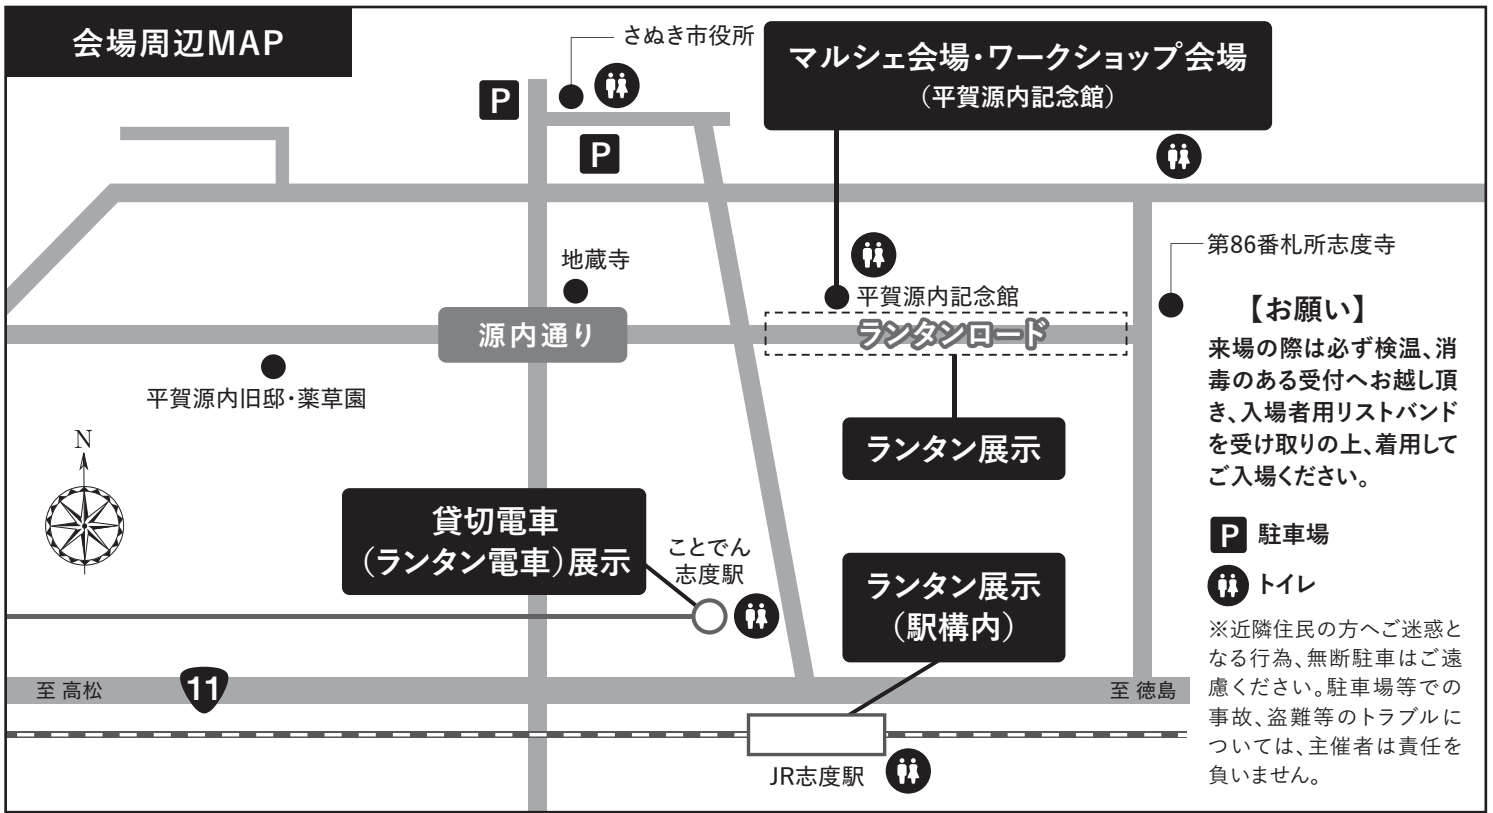 会場周辺MAP
さぬき市役所
P
P
マルシェ会場・ワークショップ会場
（平賀源内記念館）
第86番札所志度寺
地蔵寺
平賀源内記念館
源内通り
ランタンロード
平賀源内旧邸・薬草園
ランタン展示
N
貸切電車
（ランタン電車）展示
ことでん
志度駅
ランタン展示
（駅構内）
至 高松
11
至 徳島
JR志度駅
【お願い】
来場の際は必ず検温、消
毒のある受付へお越し頂
き、入場者用リストバンド
を受け取りの上、着用して
ご入場ください。
P 駐車場
トイレ
※近隣住民の方へご迷惑と
なる行為、無断駐車はご遠
慮ください。駐車場等での
事故、盗難等のトラブルに
ついては、主催者は責任を
負いません。